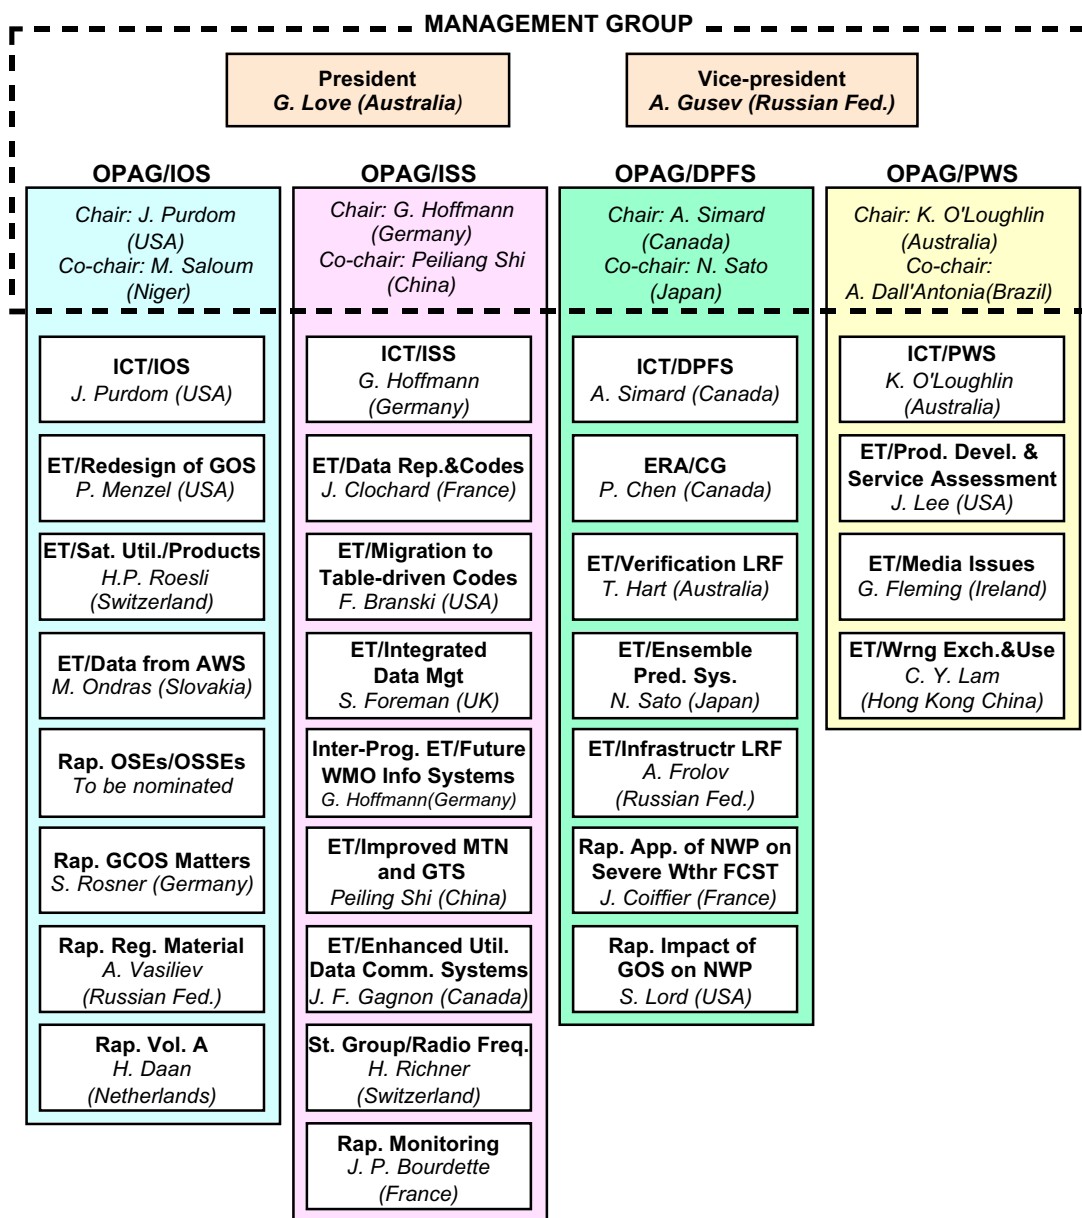 MANAGEMENT GROUP
President
G. Love (Australia)
Vice-president
A. Gusev (Russian Fed.)
OPAG/IOS
Chair: J. Purdom
(USA)
Co-chair: M. Saloum
(Niger)
ICT/IOS
J. Purdom (USA)
ET/Redesign of GOS
P. Menzel (USA)
ET/Sat. Util./Products
H.P. Roesli
(Switzerland)
ET/Data from AWS
M. Ondras (Slovakia)
Rap. OSEs/OSSEs
To be nominated
Rap. GCOS Matters
S. Rosner (Germany)
Rap. Reg. Material
A. Vasiliev
(Russian Fed.)
Rap. Vol. A
H. Daan
(Netherlands)
OPAG/ISS
Chair: G. Hoffmann
(Germany)
Co-chair: Peiliang Shi
(China)
ICT/ISS
G. Hoffmann
(Germany)
ET/Data Rep.&Codes
J. Clochard (France)
ET/Migration to
Table-driven Codes
F. Branski (USA)
ET/Integrated
Data Mgt
S. Foreman (UK)
Inter-Prog. ET/Future
WMO Info Systems
G. Hoffmann(Germany)
ET/Improved MTN
and GTS
Peiling Shi (China)
ET/Enhanced Util.
Data Comm. Systems
J. F. Gagnon (Canada)
St. Group/Radio Freq.
H. Richner
(Switzerland)
Rap. Monitoring
J. P. Bourdette
(France)
OPAG/DPFS
Chair: A. Simard
(Canada)
Co-chair: N. Sato
(Japan)
ICT/DPFS
A. Simard (Canada)
ERA/CG
P. Chen (Canada)
ET/Verification LRF
T. Hart (Australia)
ET/Ensemble
Pred. Sys.
N. Sato (Japan)
ET/Infrastructr LRF
A. Frolov
(Russian Fed.)
Rap. App. of NWP on
Severe Wthr FCST
J. Coiffier (France)
Rap. Impact of
GOS on NWP
S. Lord (USA)
OPAG/PWS
Chair: K. O'Loughlin
(Australia)
Co-chair:
A. Dall'Antonia(Brazil)
ICT/PWS
K. O'Loughlin
(Australia)
ET/Prod. Devel. &
Service Assessment
J. Lee (USA)
ET/Media Issues
G. Fleming (Ireland)
ET/Wrng Exch.&Use
C. Y. Lam
(Hong Kong China)